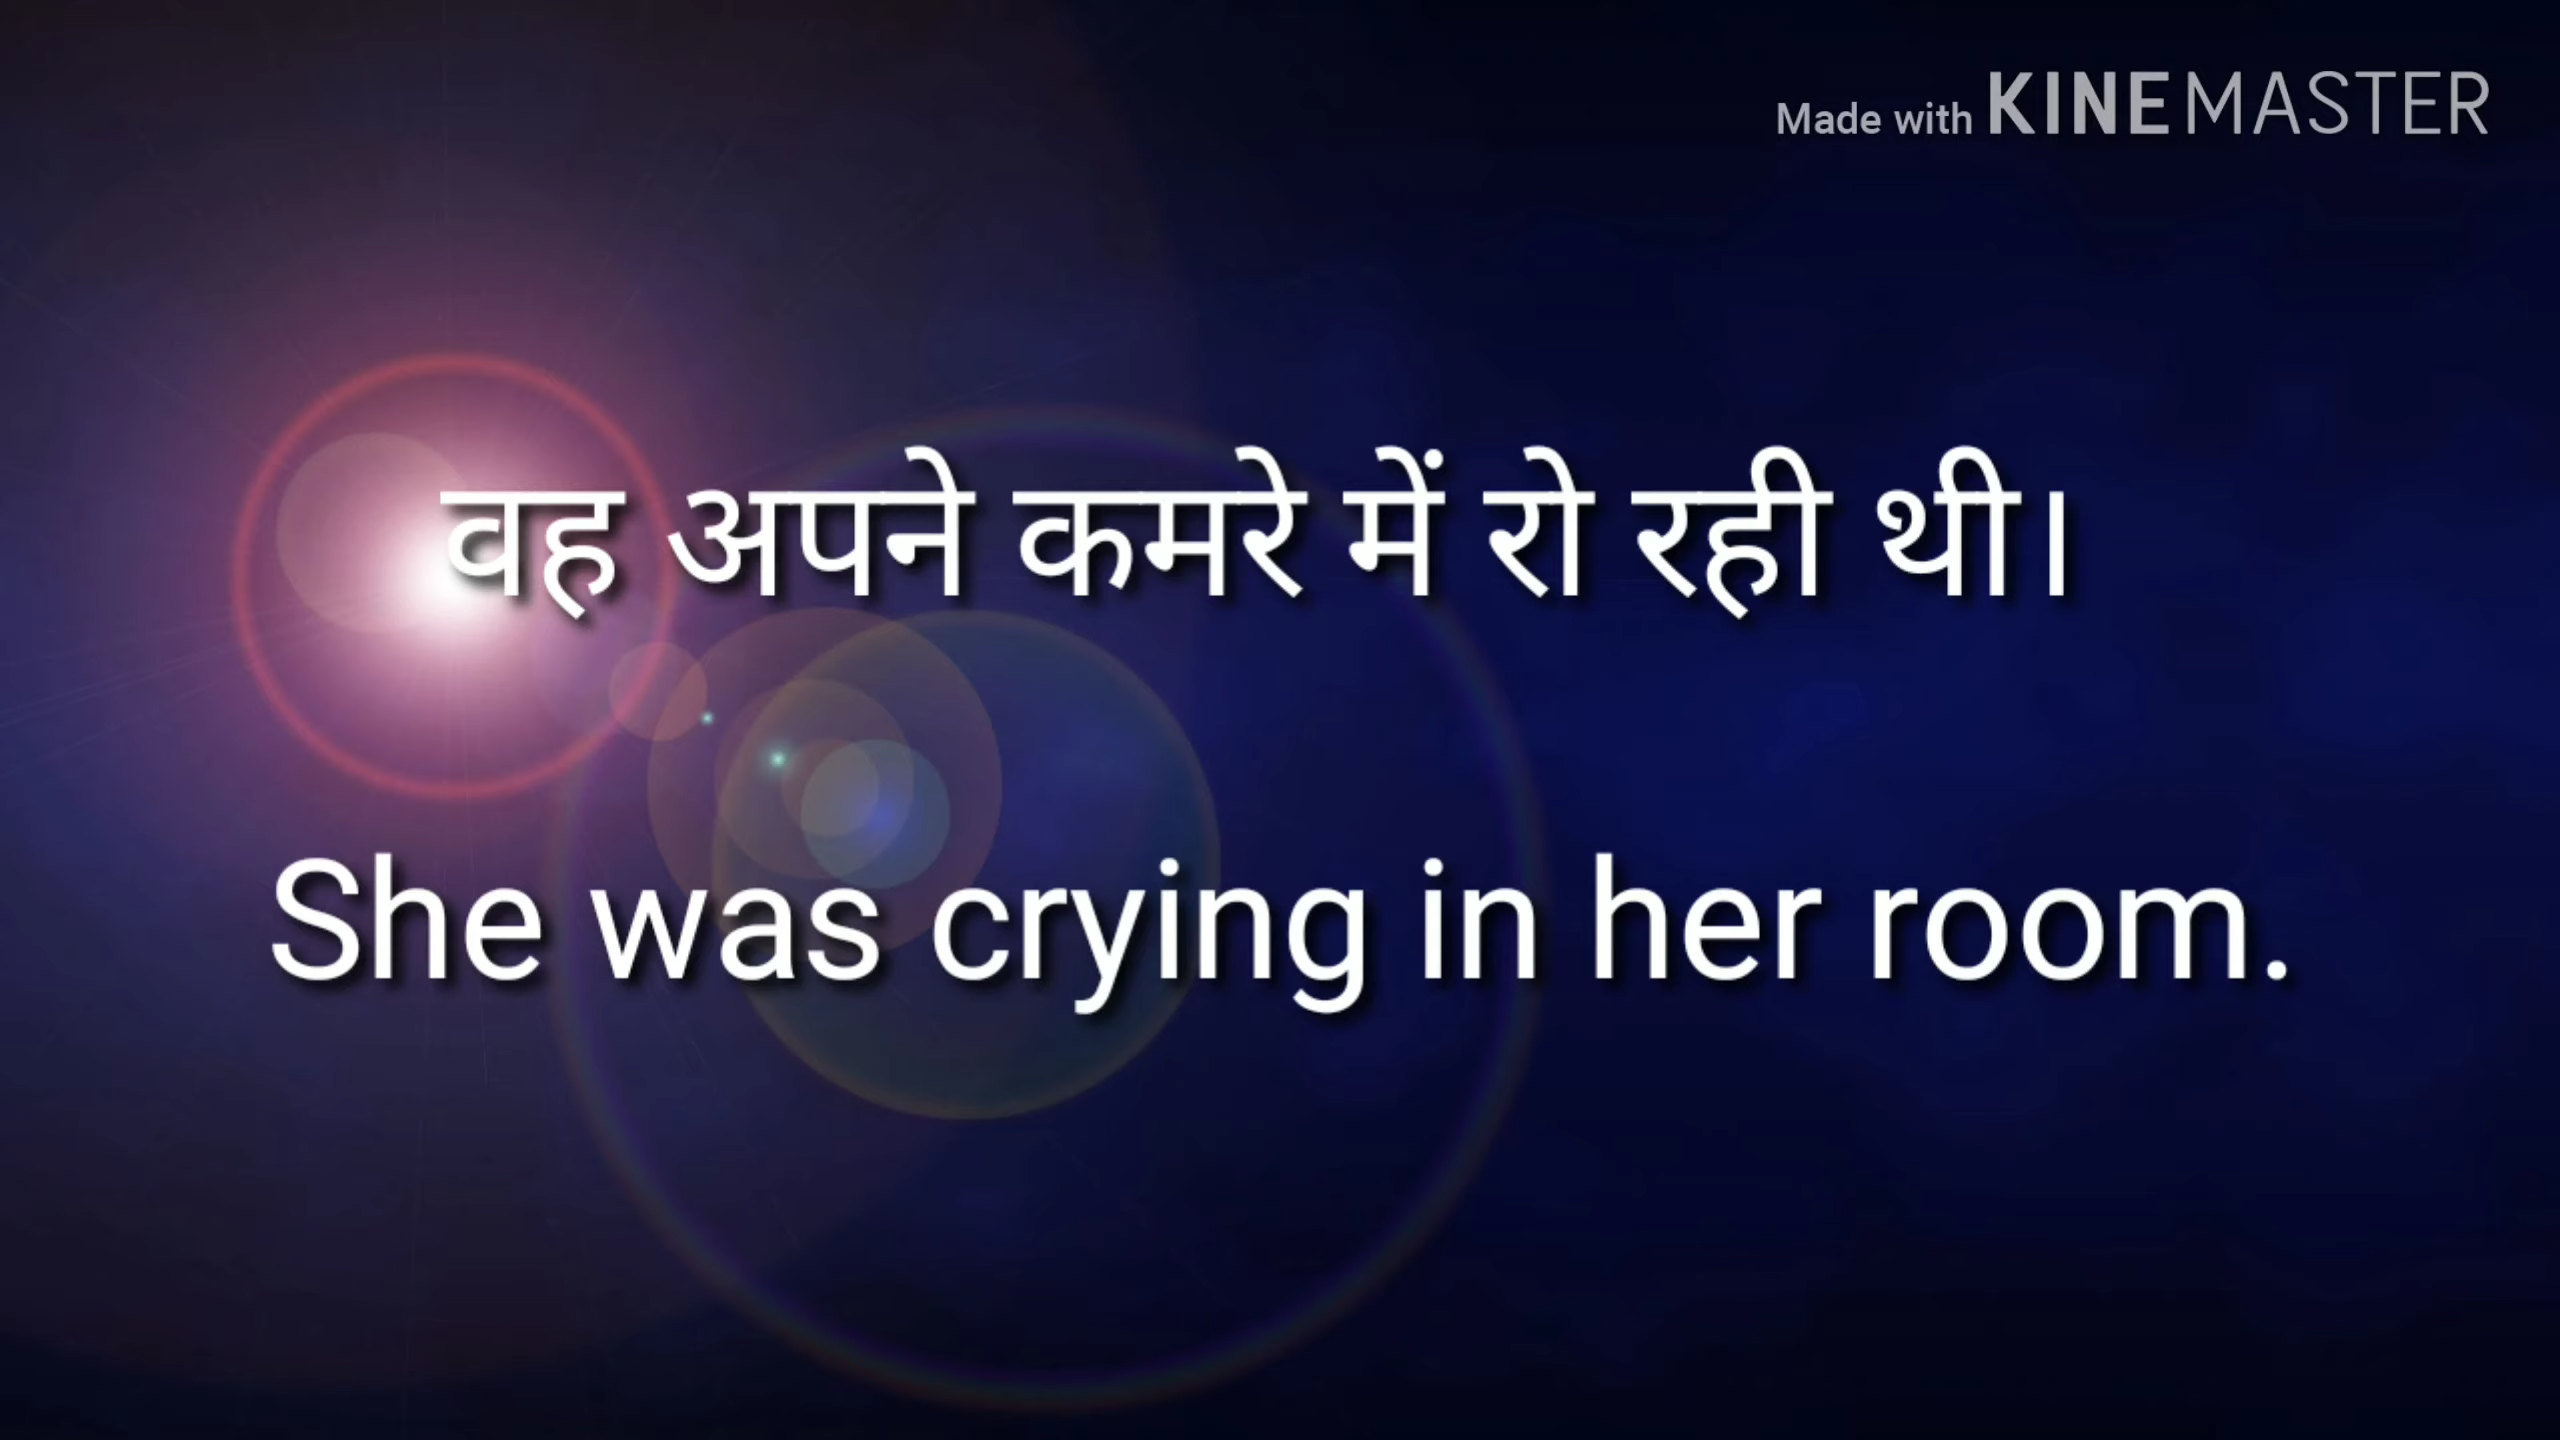 Made with KINEMASTER
वह अपने कमरे में रो रही थी।
She was crying in her room.